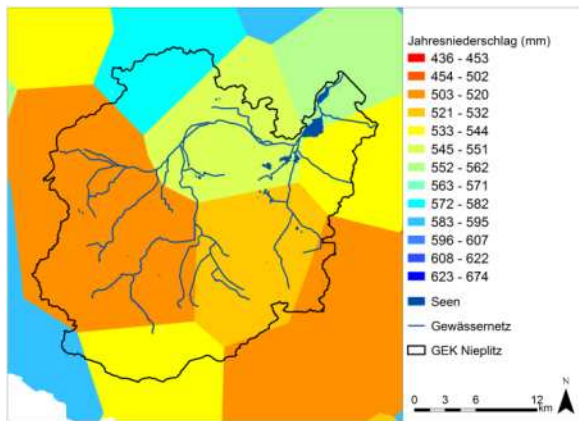 Jahresniederschlag (mm)
436 - 453
454 - 502
503 - 520
521 - 532
533 - 544
545 - 551
552 - 562
563 - 571
572 - 582
583 - 595
596 - 607
608 - 622
623 - 674
Seen
Gewässernetz
GEK Nieplitz
N
0 3 6 12
km